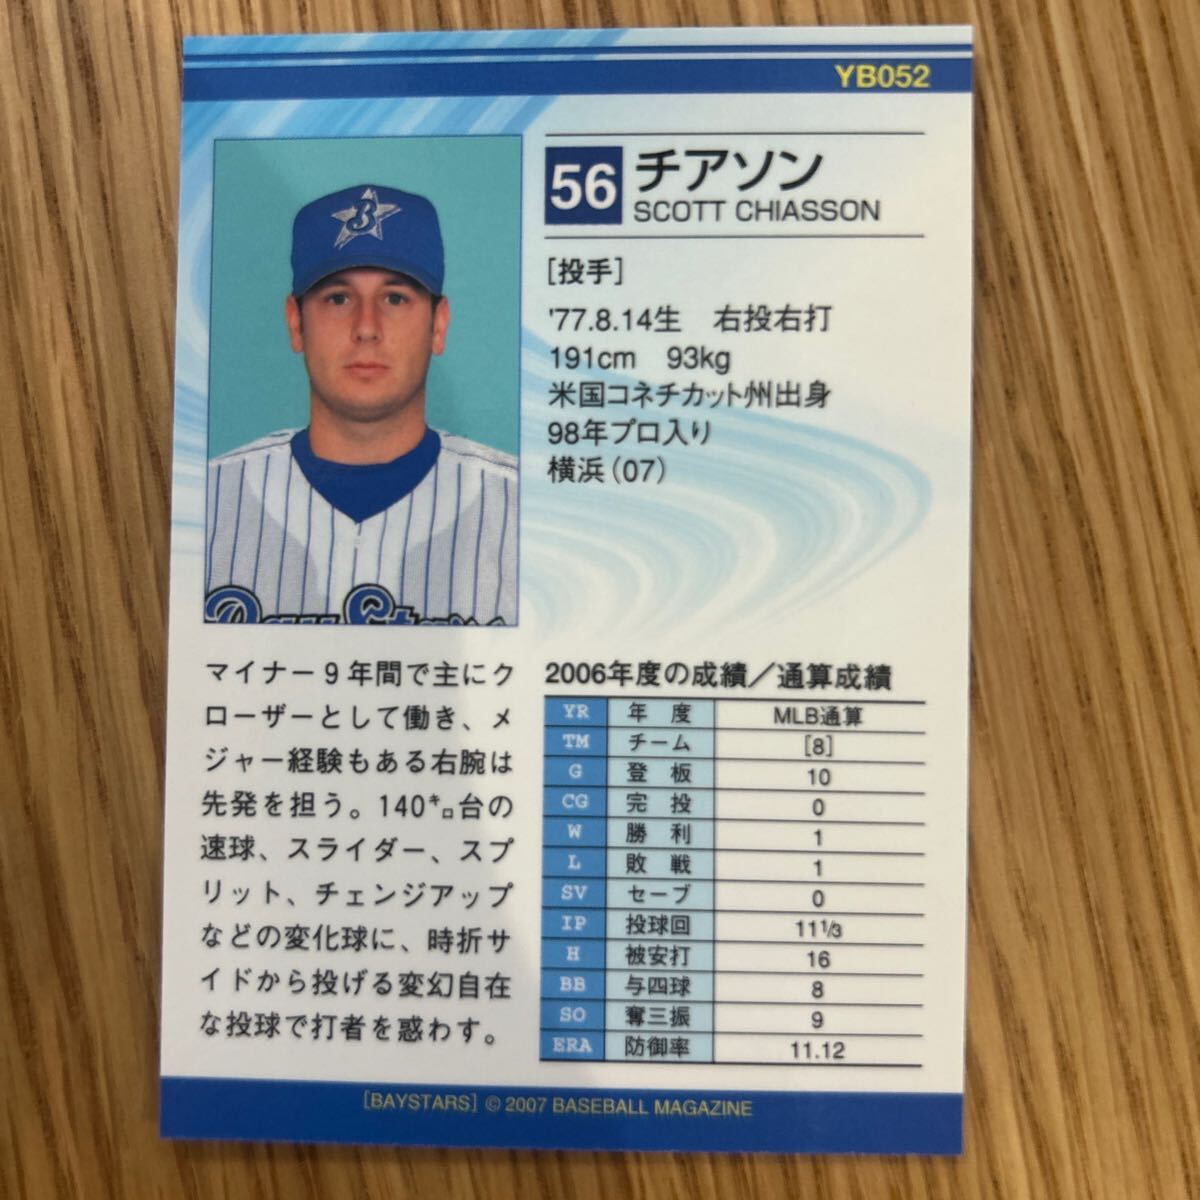 YB052
B
56 チアソン
SCOTT CHIASSON
[投手]
'77.8.14生 右投右打
191cm 93kg
米国コネチカット州出身
98年プロ入り
横浜(07)
BayStars
マイナー9年間で主にク
ローザーとして働き、メ
ジャー経験もある右腕は
先発を担う。140㌔台の
速球、スライダー、スプ
リット、チェンジアップ
などの変化球に、時折サ
イドから投げる変幻自在
な投球で打者を惑わす。
2006年度の成績/通算成績
YR 年度 MLB通算
TM チーム [8]
G 登板 10
CG 完投 0
W 勝利 1
L 敗戦 1
SV セーブ 0
IP 投球回 11 1/3
H 被安打 16
BB 与四球 8
SO 奪三振 9
ERA 防御率 11.12
[BAYSTARS] © 2007 BASEBALL MAGAZINE